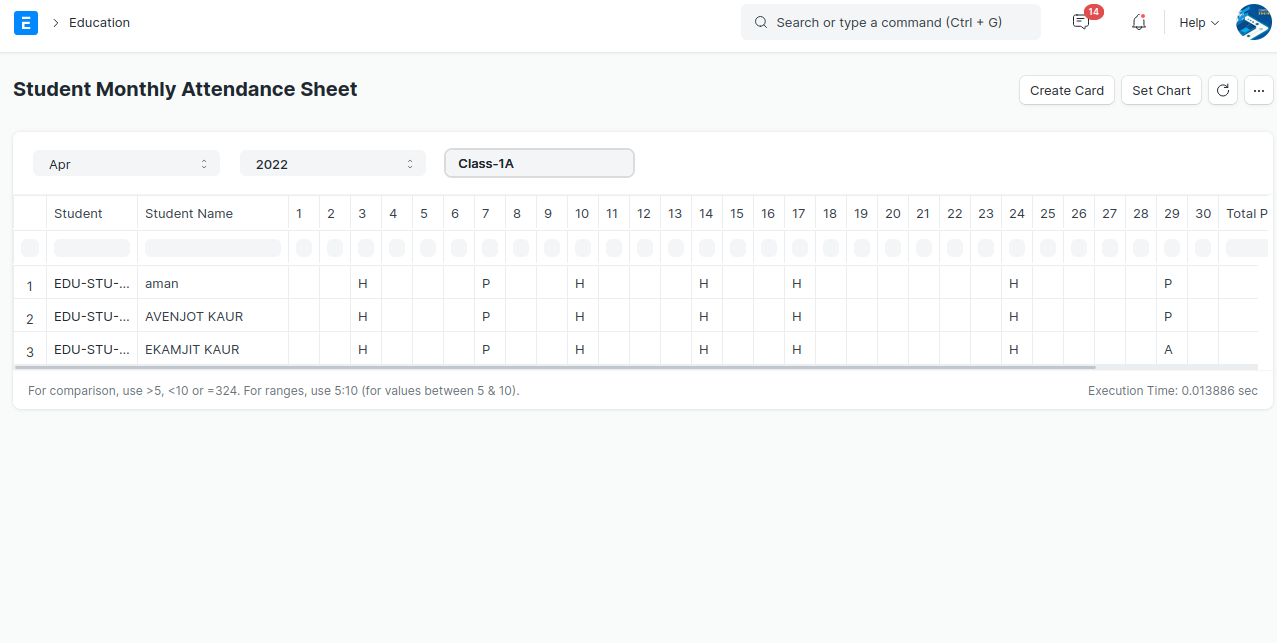 E > Education Search or type a command (Ctrl + G) 14 Help
Student Monthly Attendance Sheet Create Card Set Chart ...
Apr 2022 Class-1A
Student Student Name 1 2 3 4 5 6 7 8 9 10 11 12 13 14 15 16 17 18 19 20 21 22 23 24 25 26 27 28 29 30 Total P
1 EDU-STU-... aman H P H H H H P
2 EDU-STU-... AVENJOT KAUR H P H H H H P
3 EDU-STU-... EKAMJIT KAUR H P H H H H A
For comparison, use >5, <10 or =324. For ranges, use 5:10 (for values between 5 & 10). Execution Time: 0.013886 sec